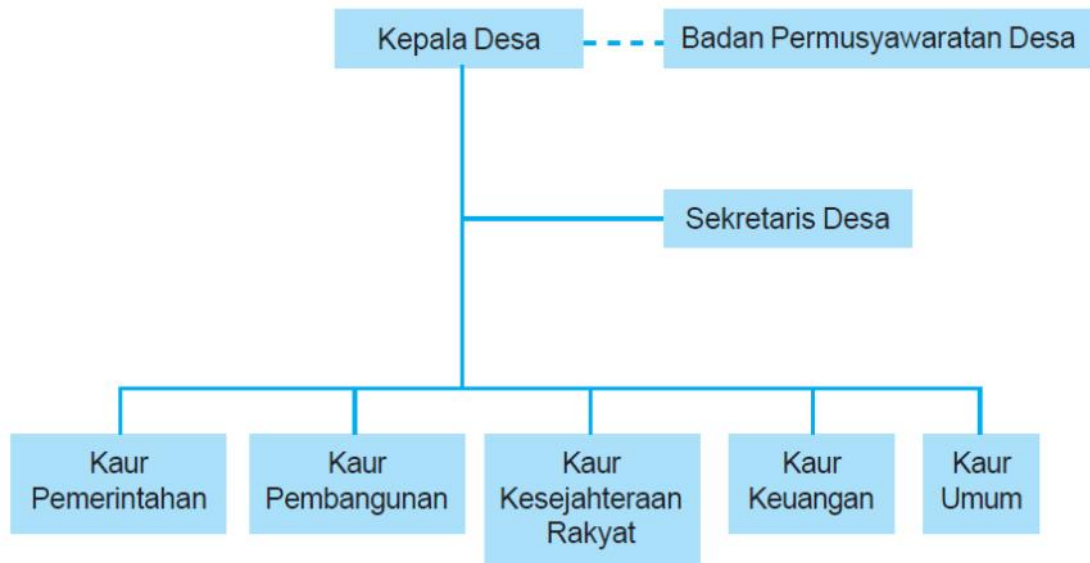 Kepala Desa
Badan Permusyawaratan Desa
Sekretaris Desa
Kaur
Pemerintahan
Kaur
Pembangunan
Kaur
Kesejahteraan
Rakyat
Kaur
Keuangan
Kaur
Umum